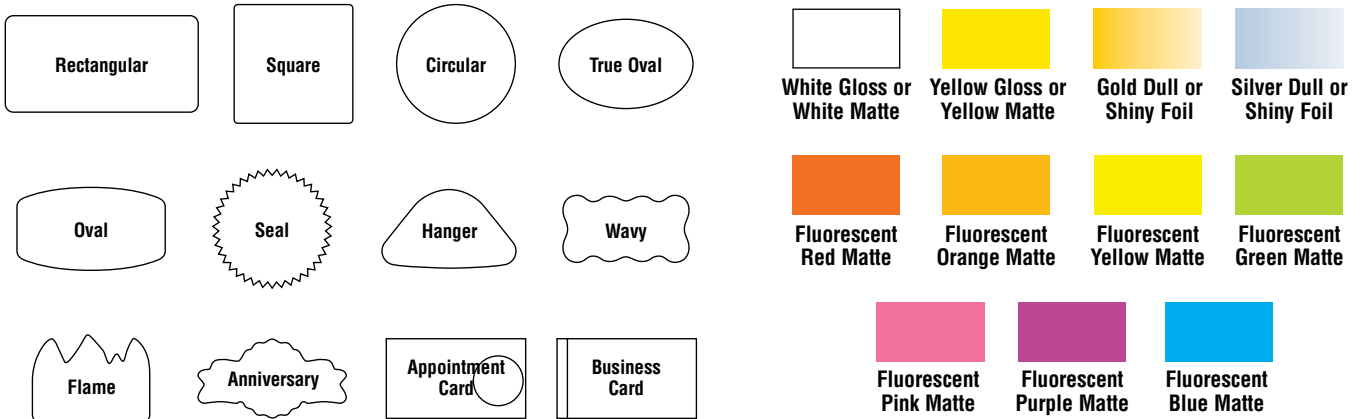 Rectangular
Square
Circular
True Oval
Oval
Seal
Hanger
Wavy
Flame
Anniversary
Appointment
Card
Business
Card
White Gloss or
White Matte
Yellow Gloss or
Yellow Matte
Gold Dull or
Shiny Foil
Silver Dull or
Shiny Foil
Fluorescent
Red Matte
Fluorescent
Orange Matte
Fluorescent
Yellow Matte
Fluorescent
Green Matte
Fluorescent
Pink Matte
Fluorescent
Purple Matte
Fluorescent
Blue Matte